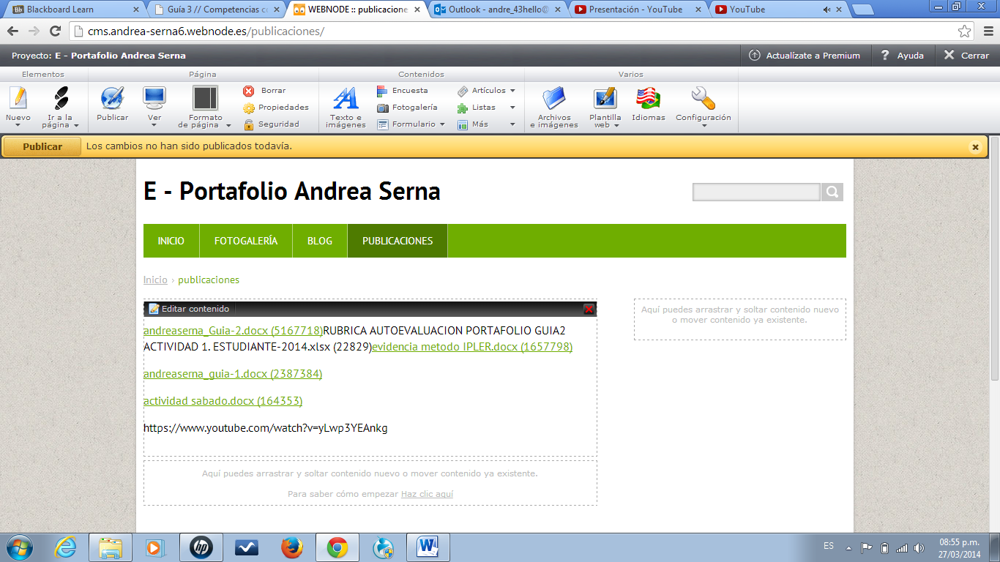 Blackboard Learn
Guía 3 // Competencias c
WEBNODE :: publicacione
Outlook - andre_43hello@
Presentación - YouTube
YouTube
cms.andrea-serna6.webnode.es/publicaciones/
Proyecto: E - Portafolio Andrea Serna
Actualízate a Premium
? Ayuda
Cerrar
Elementos
Página
Contenidos
Varios
Nuevo
Ir a la página
Publicar
Ver
Formato de página
Borrar
Propiedades
Seguridad
Texto e imágenes
Encuesta
Fotogalería
Formulario
Artículos
Listas
Más
Archivos e imágenes
Plantilla web
Idiomas
Configuración
Publicar Los cambios no han sido publicados todavía.
E - Portafolio Andrea Serna
INICIO FOTOGALERÍA BLOG PUBLICACIONES
Inicio › publicaciones
Editar contenido
andreaserna_Guia-2.docx (5167718)RUBRICA AUTOEVALUACION PORTAFOLIO GUIA2
ACTIVIDAD 1. ESTUDIANTE-2014.xlsx (22829)evidencia metodo IPLER.docx (1657798)
andreaserna_guia-1.docx (2387384)
actividad sabado.docx (164353)
https://www.youtube.com/watch?v=yLwp3YEAnkg
Aquí puedes arrastrar y soltar contenido nuevo o mover contenido ya existente.
Para saber cómo empezar Haz clic aquí
Aquí puedes arrastrar y soltar contenido nuevo
o mover contenido ya existente.
ES
08:55 p.m.
27/03/2014